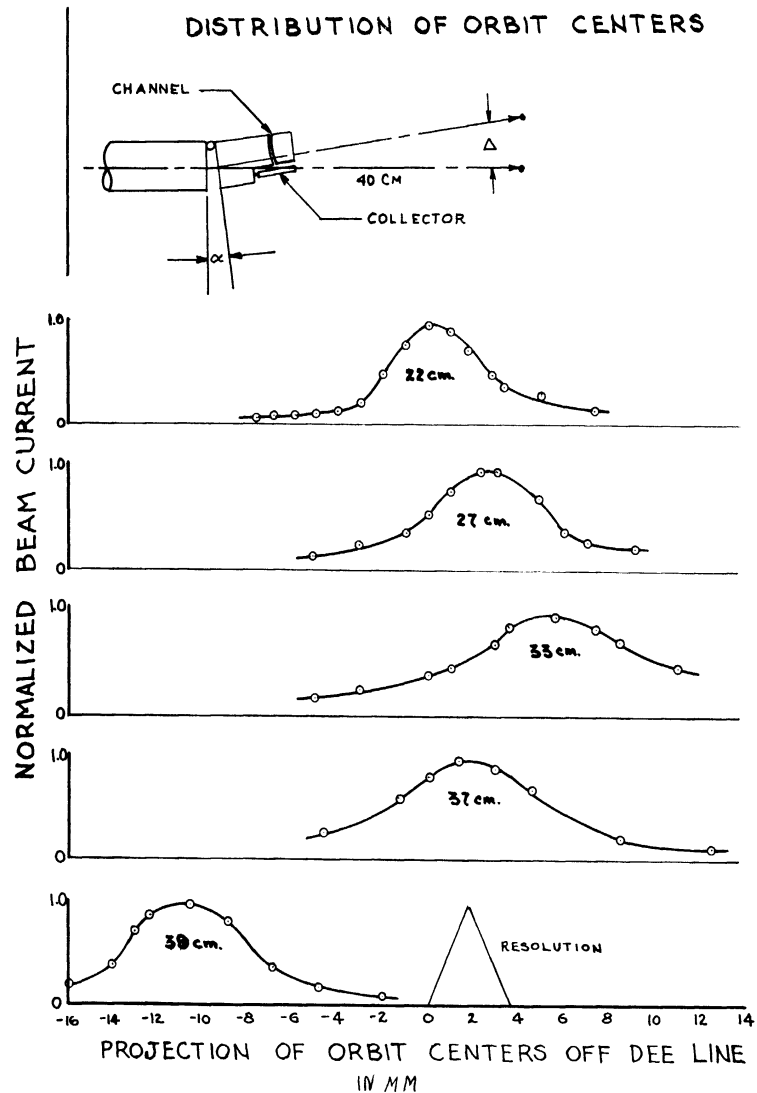 DISTRIBUTION OF ORBIT CENTERS
CHANNEL
Δ
40 CM
COLLECTOR
α
NORMALIZED BEAM CURRENT
1.0
22 cm.
0
1.0
27 cm.
0
1.0
33 cm.
0
1.0
37 cm.
0
1.0
39 cm.
RESOLUTION
0
-16 -14 -12 -10 -8 -6 -4 -2 0 2 4 6 8 10 12 14
PROJECTION OF ORBIT CENTERS OFF DEE LINE
IN MM